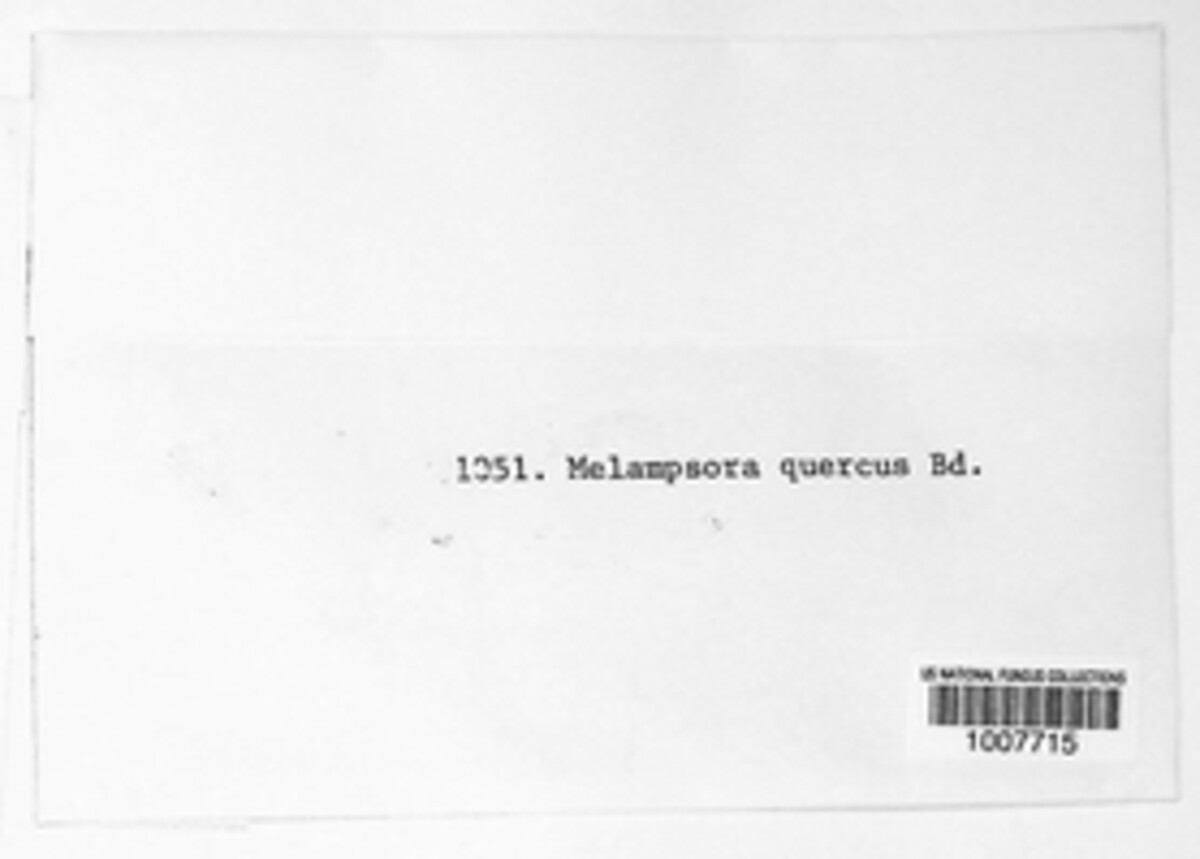 1051. Melampsora quercus Bd.
US NATIONAL FUNGUS COLLECTIONS
1007715